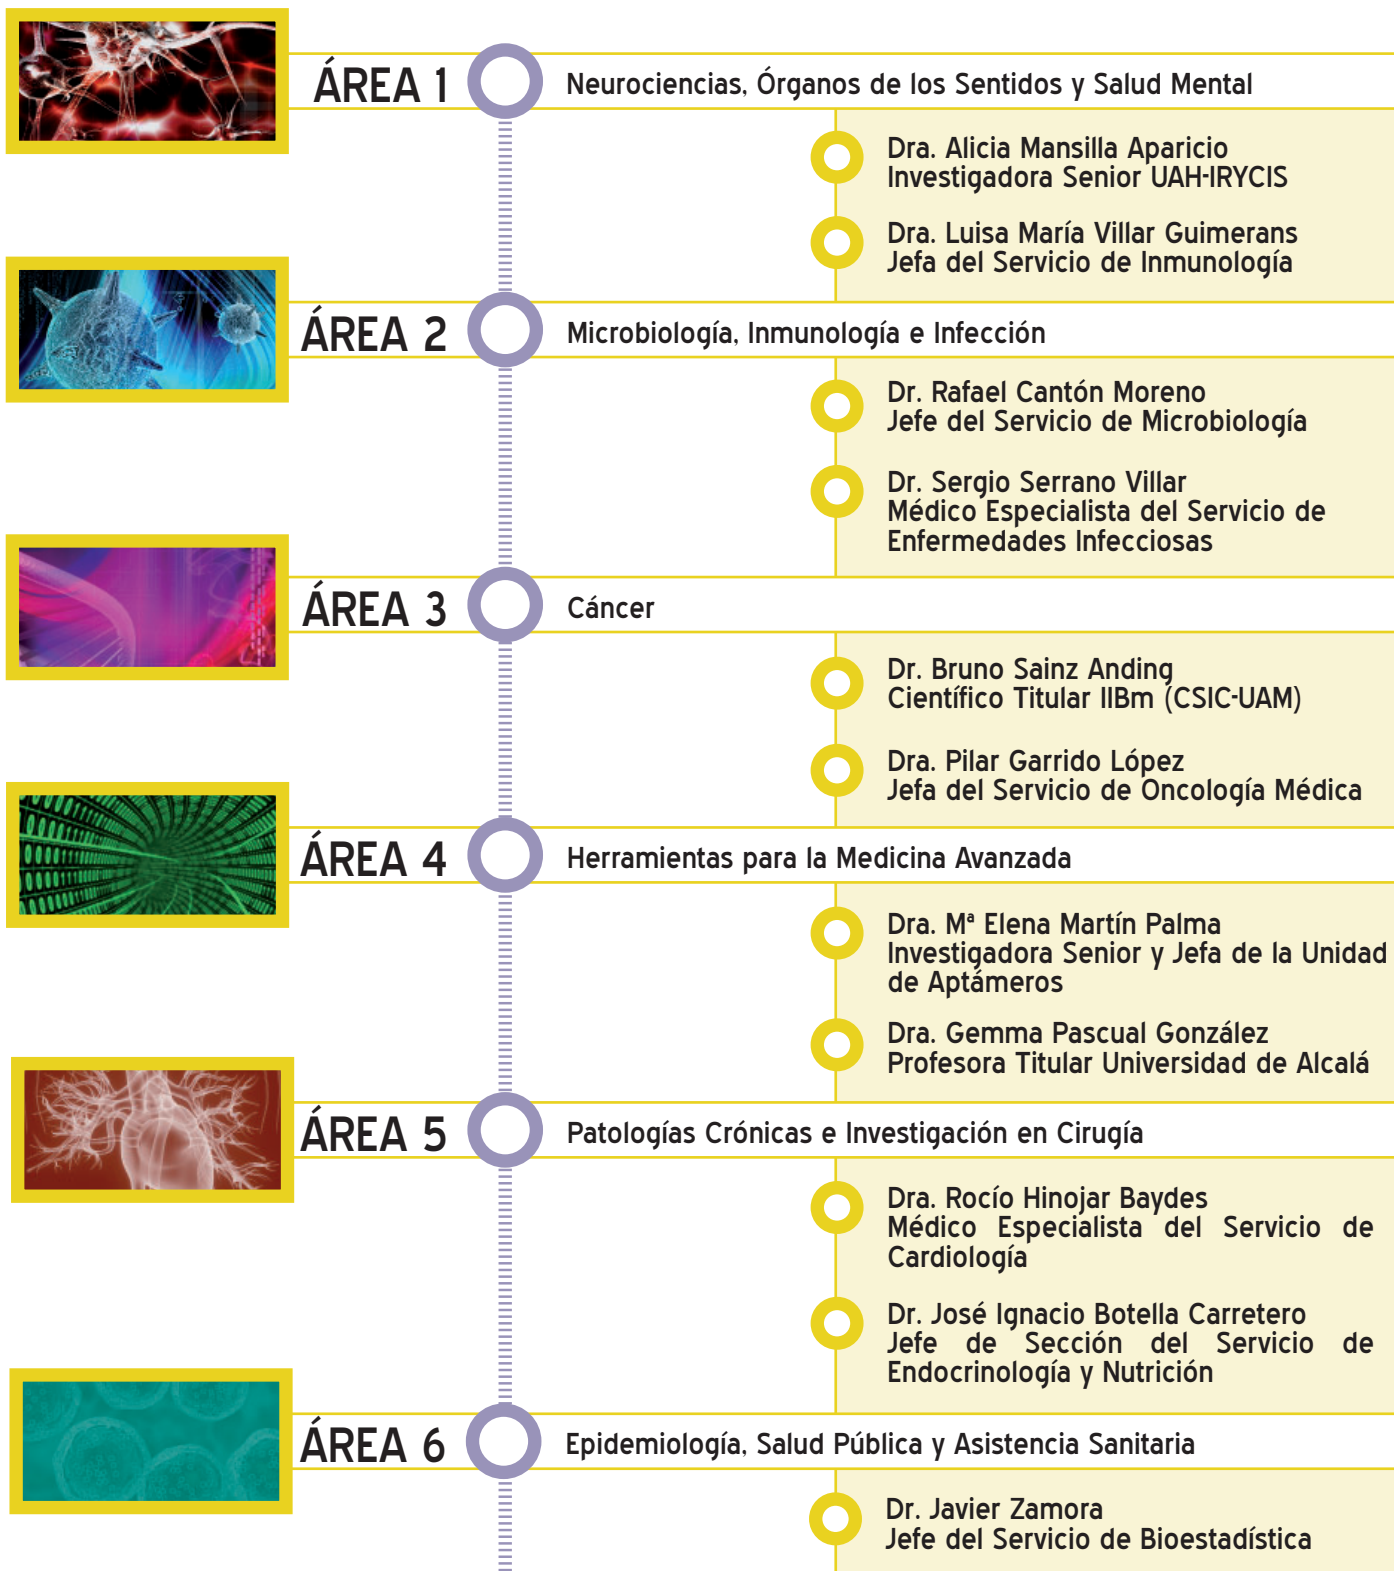 ÁREA 1
Neurociencias, Órganos de los Sentidos y Salud Mental
Dra. Alicia Mansilla Aparicio
Investigadora Senior UAH-IRYCIS
Dra. Luisa María Villar Guimerans
Jefa del Servicio de Inmunología
ÁREA 2
Microbiología, Inmunología e Infección
Dr. Rafael Cantón Moreno
Jefe del Servicio de Microbiología
Dr. Sergio Serrano Villar
Médico Especialista del Servicio de
Enfermedades Infecciosas
ÁREA 3
Cáncer
Dr. Bruno Sainz Anding
Científico Titular IIBm (CSIC-UAM)
Dra. Pilar Garrido López
Jefa del Servicio de Oncología Médica
ÁREA 4
Herramientas para la Medicina Avanzada
Dra. Mª Elena Martín Palma
Investigadora Senior y Jefa de la Unidad
de Aptámeros
Dra. Gemma Pascual González
Profesora Titular Universidad de Alcalá
ÁREA 5
Patologías Crónicas e Investigación en Cirugía
Dra. Rocío Hinojar Baydes
Médico Especialista del Servicio de
Cardiología
Dr. José Ignacio Botella Carretero
Jefe de Sección del Servicio de
Endocrinología y Nutrición
ÁREA 6
Epidemiología, Salud Pública y Asistencia Sanitaria
Dr. Javier Zamora
Jefe del Servicio de Bioestadística